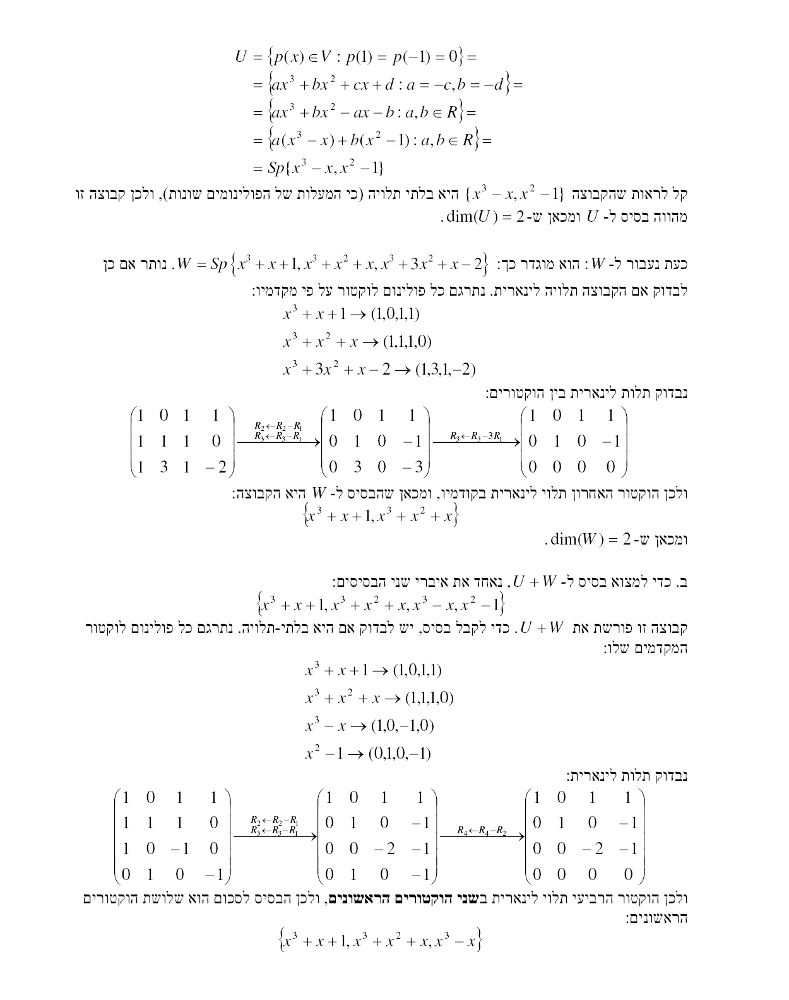 U = {p(x) ∈ V : p(1) = p(−1) = 0} =
= {ax³ + bx² + cx + d : a = −c, b = −d} =
= {ax³ + bx² − ax − b : a, b ∈ R} =
= {a(x³ − x) + b(x² − 1) : a, b ∈ R} =
= Sp{x³ − x, x² − 1}
קל לראות שהקבוצה {x³ − x, x² − 1} היא בלתי תלויה (כי המעלות של הפולינומים שונות), ולכן קבוצה זו
מהווה בסיס ל- U ומכאן ש- dim(U) = 2.
כעת נעבור ל- W : הוא מוגדר כך: W = Sp{x³ + x + 1, x³ + x² + x, x³ + 3x² + x − 2}. נותר אם כן
לבדוק אם הקבוצה תלויה לינארית. נתרגם כל פולינום לוקטור על פי מקדמיו:
x³ + x + 1 → (1,0,1,1)
x³ + x² + x → (1,1,1,0)
x³ + 3x² + x − 2 → (1,3,1,−2)
נבדוק תלות לינארית בין הוקטורים:
(1 0 1 1; 1 1 1 0; 1 3 1 −2) R₂←R₂−R₁ R₃←R₃−R₁ → (1 0 1 1; 0 1 0 −1; 0 3 0 −3) R₃←R₃−3R₁ → (1 0 1 1; 0 1 0 −1; 0 0 0 0)
ולכן הוקטור האחרון תלוי לינארית בקודמיו, ומכאן שהבסיס ל- W היא הקבוצה:
{x³ + x + 1, x³ + x² + x}
ומכאן ש- dim(W) = 2.
ב. כדי למצוא בסיס ל- U + W, נאחד את איברי שני הבסיסים:
{x³ + x + 1, x³ + x² + x, x³ − x, x² − 1}
קבוצה זו פורשת את U + W. כדי לקבל בסיס, יש לבדוק אם היא בלתי-תלויה. נתרגם כל פולינום לוקטור
המקדמים שלו:
x³ + x + 1 → (1,0,1,1)
x³ + x² + x → (1,1,1,0)
x³ − x → (1,0,−1,0)
x² − 1 → (0,1,0,−1)
נבדוק תלות לינארית:
(1 0 1 1; 1 1 1 0; 1 0 −1 0; 0 1 0 −1) R₂←R₂−R₁ R₃←R₃−R₁ → (1 0 1 1; 0 1 0 −1; 0 0 −2 −1; 0 1 0 −1) R₄←R₄−R₂ → (1 0 1 1; 0 1 0 −1; 0 0 −2 −1; 0 0 0 0)
ולכן הוקטור הרביעי תלוי לינארית בשני הוקטורים הראשונים, ולכן הבסיס לסכום הוא שלושת הוקטורים
הראשונים:
{x³ + x + 1, x³ + x² + x, x³ − x}